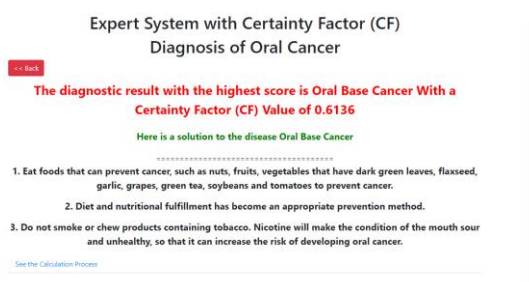 Expert System with Certainty Factor (CF)
Diagnosis of Oral Cancer
<< Back
The diagnostic result with the highest score is Oral Base Cancer With a
Certainty Factor (CF) Value of 0.6136
Here is a solution to the disease Oral Base Cancer
=====================================
1. Eat foods that can prevent cancer, such as nuts, fruits, vegetables that have dark green leaves, flaxseed,
garlic, grapes, green tea, soybeans and tomatoes to prevent cancer.
2. Diet and nutritional fulfillment has become an appropriate prevention method.
3. Do not smoke or chew products containing tobacco. Nicotine will make the condition of the mouth sour
and unhealthy, so that it can increase the risk of developing oral cancer.
See the Calculation Process